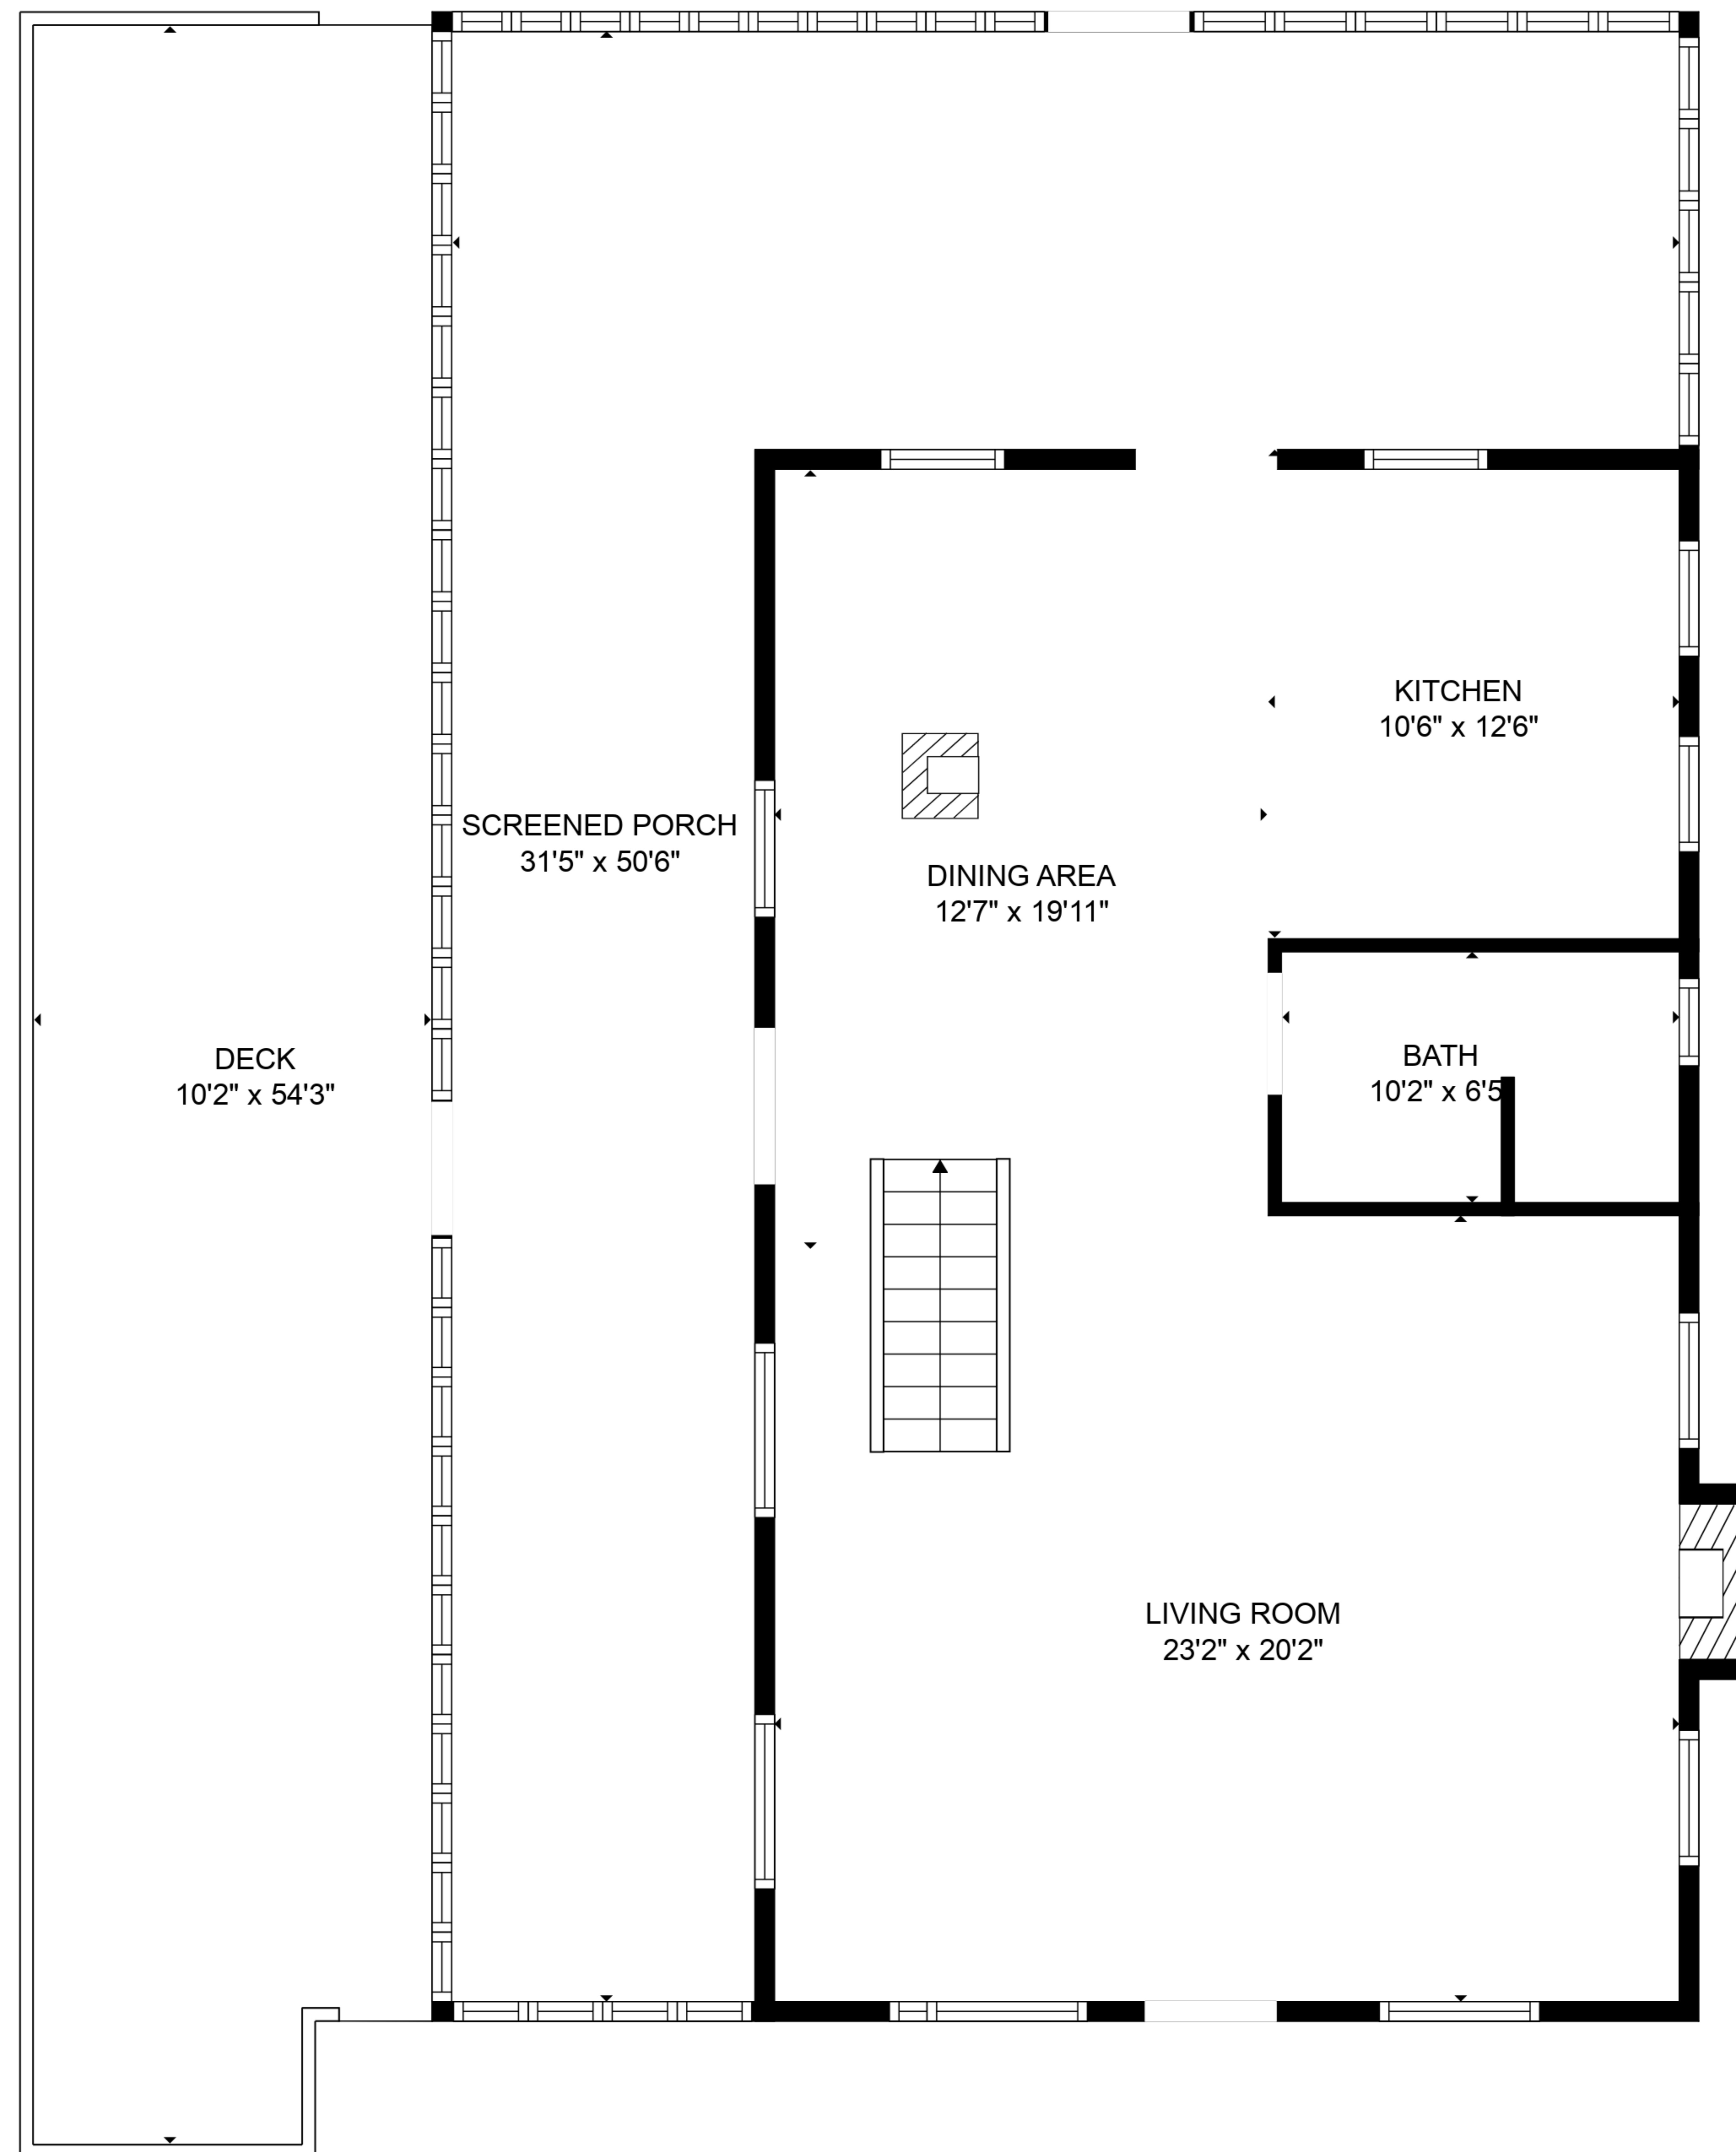 KITCHEN
10'6" x 12'6"
SCREENED PORCH
31'5" x 50'6"
DINING AREA
12'7" x 19'11"
DECK
10'2" x 54'3"
BATH
10'2" x 6'5
LIVING ROOM
23'2" x 20'2"